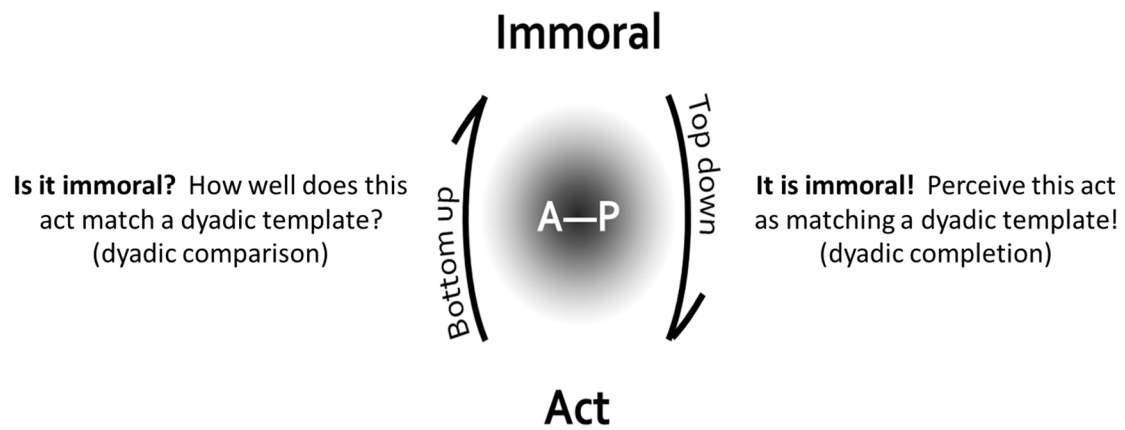 Immoral
Is it immoral? How well does this
act match a dyadic template?
(dyadic comparison)
Bottom up
A—P
Top down
It is immoral! Perceive this act
as matching a dyadic template!
(dyadic completion)
Act